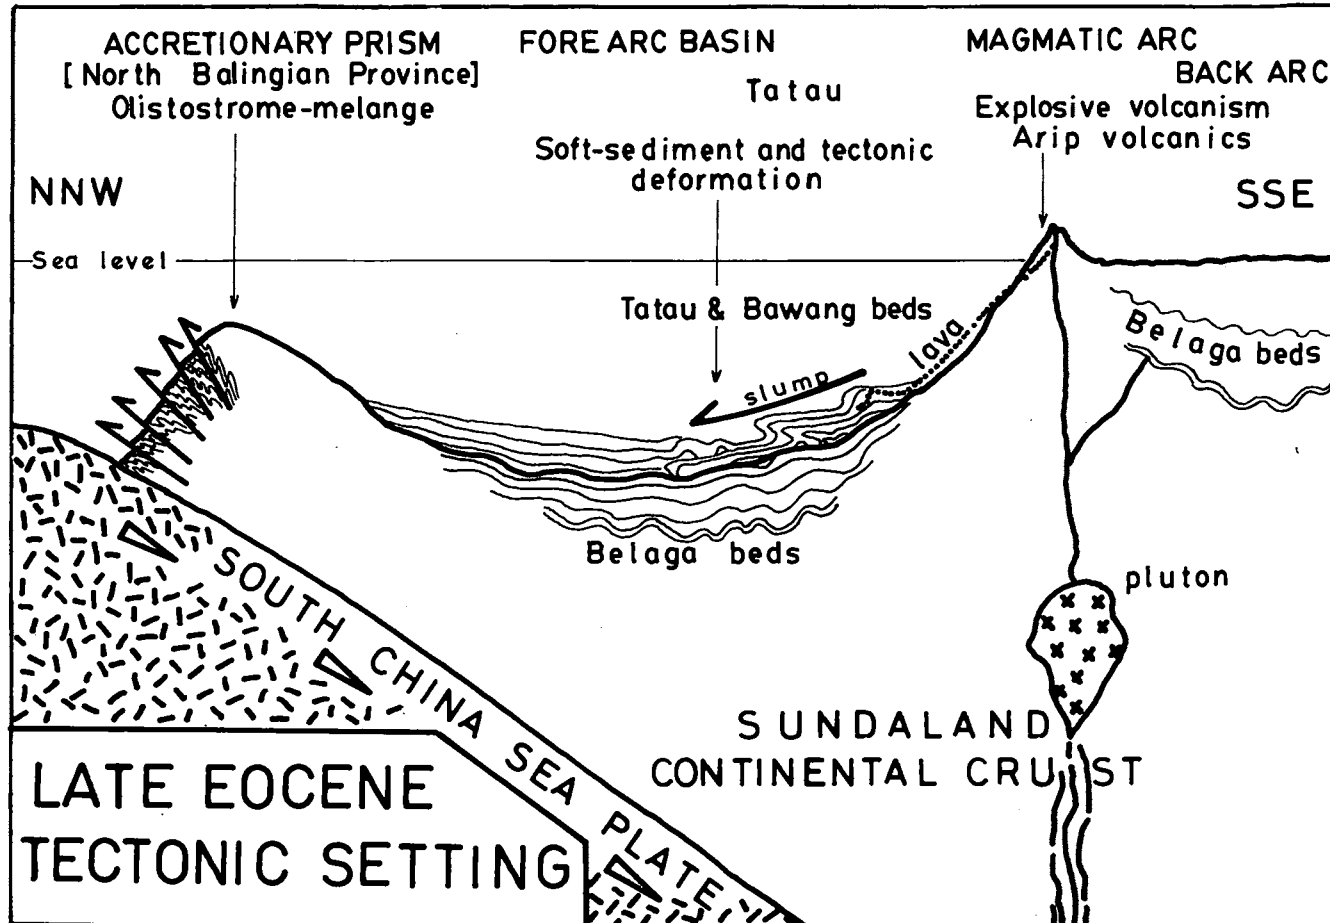 ACCRETIONARY PRISM
[North Balingian Province]
Olistostrome-melange
FORE ARC BASIN
Tatau
Soft-sediment and tectonic
deformation
MAGMATIC ARC
BACK ARC
Explosive volcanism
Arip volcanics
NNW
SSE
Sea level
Tatau & Bawang beds
lava
slump
Belaga beds
Belaga beds
pluton
SOUTH CHINA SEA PLATE
SUNDALAND
CONTINENTAL CRUST
LATE EOCENE
TECTONIC SETTING